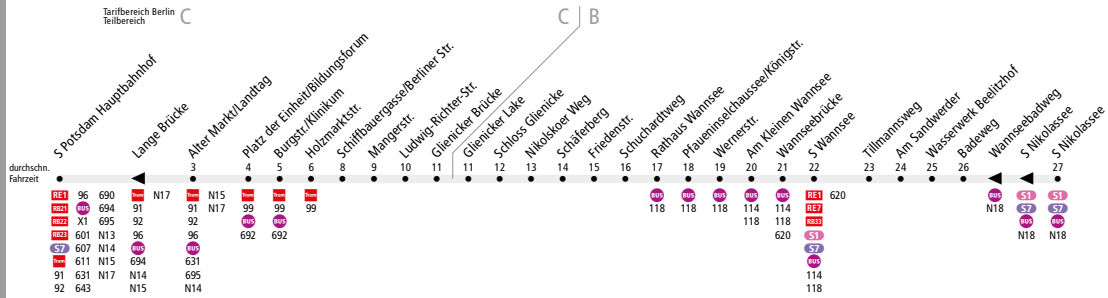 Tarifbereich Berlin
Teilbereich
C
C
B
S Potsdam Hauptbahnhof
Lange Brücke
Alter Markt/Landtag
Platz der Einheit/Bildungsforum
Burgstr./Klinikum
Holzmarktstr.
Schiffbauergasse/Berliner Str.
Mangerstr.
Ludwig-Richter-Str.
Glienicker Brücke
Glienicker Lake
Schloss Glienicke
Nikolskoer Weg
Schäferberg
Friedenstr.
Schuchardtweg
Rathaus Wannsee
Pfaueninselchaussee/Königstr.
Wernerstr.
Am Kleinen Wannsee
Wannseebrücke
S Wannsee
Tillmannsweg
Am Sandwerder
Wasserwerk Beelitzhof
Badeweg
Wannseebadweg
S Nikolassee
S Nikolassee
durchschn.
Fahrzeit
3 4 5 6 8 9 10 11 11 12 13 14 15 16 17 18 19 20 21 22 23 24 25 26 27
RE1 96 690
RB21 BUS 694
RB22 X1 695
RB23 601 N13
S7 607 N14
Tram 611 N15
91 631 N17
92 643
Tram N17
91
92
96
BUS
694
N14
N15
Tram N15
91 N17
92
96
BUS
631
695
N14
Tram
99
BUS
692
Tram
99
BUS
692
Tram
99
BUS
118
BUS
118
BUS
118
BUS
114
118
BUS
114
118
620
RE1 620
RE7
RB33
S1
S7
BUS
114
118
BUS
N18
S1
S7
BUS
N18
S1
S7
BUS
N18